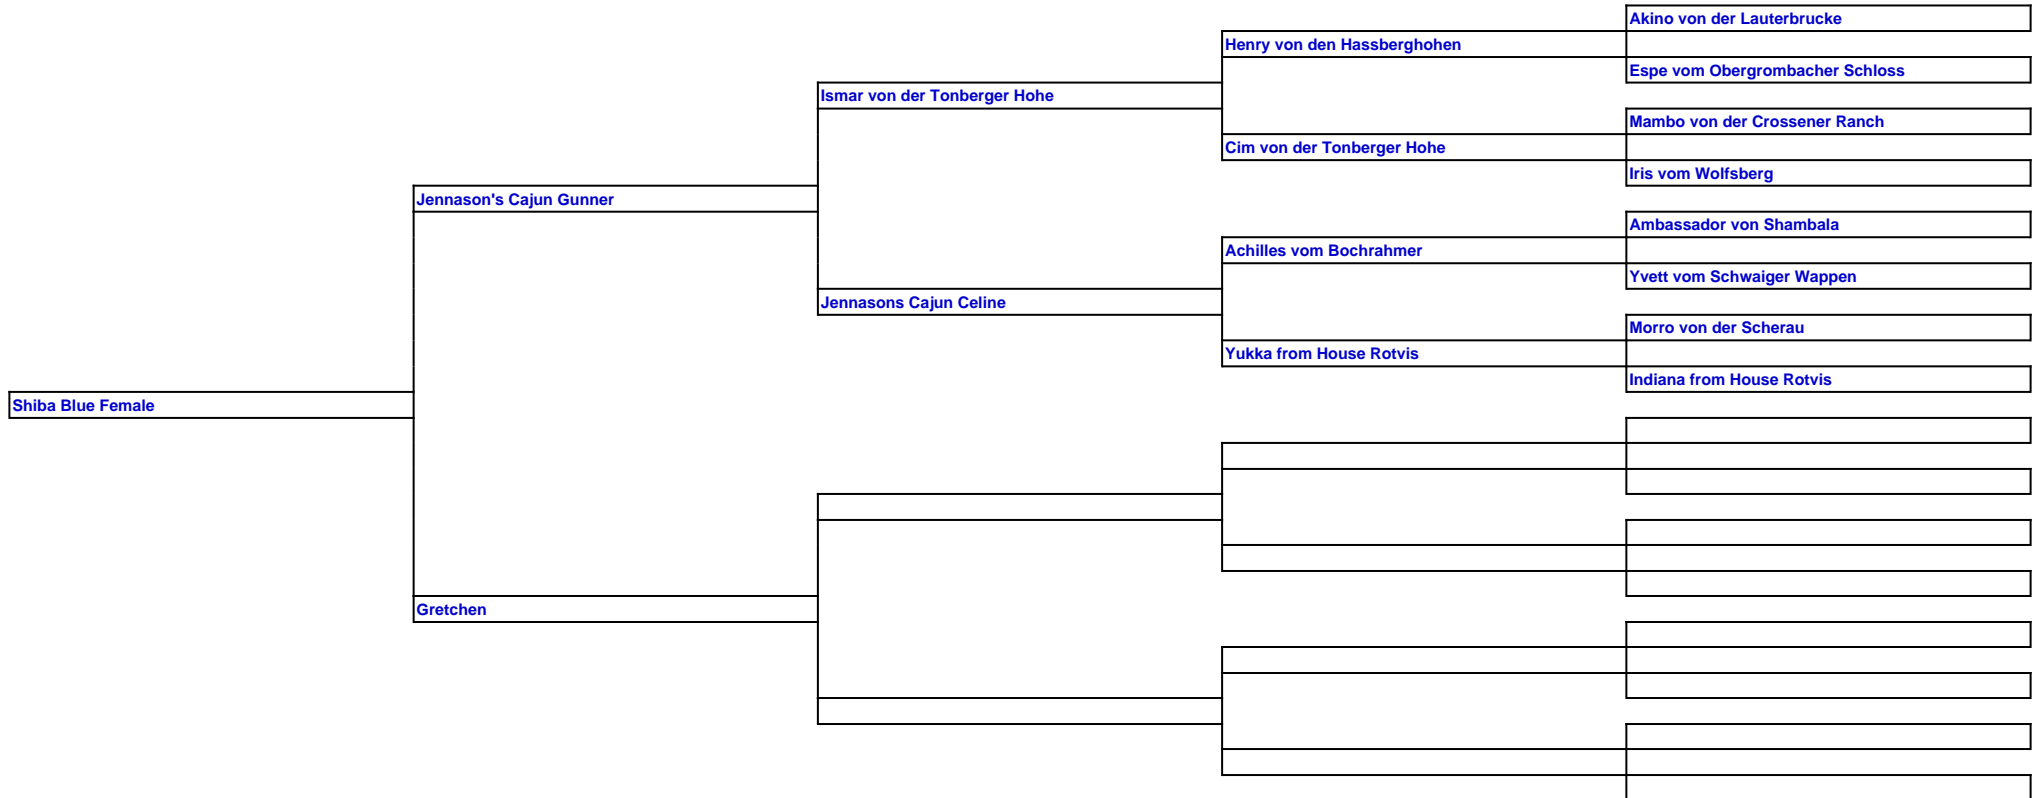 Akino von der Lauterbrucke
Henry von den Hassberghohen
Espe vom Obergrombacher Schloss
Ismar von der Tonberger Hohe
Mambo von der Crossener Ranch
Cim von der Tonberger Hohe
Iris vom Wolfsberg
Jennason's Cajun Gunner
Ambassador von Shambala
Achilles vom Bochrahmer
Yvett vom Schwaiger Wappen
Jennasons Cajun Celine
Morro von der Scherau
Yukka from House Rotvis
Indiana from House Rotvis
Shiba Blue Female
Gretchen